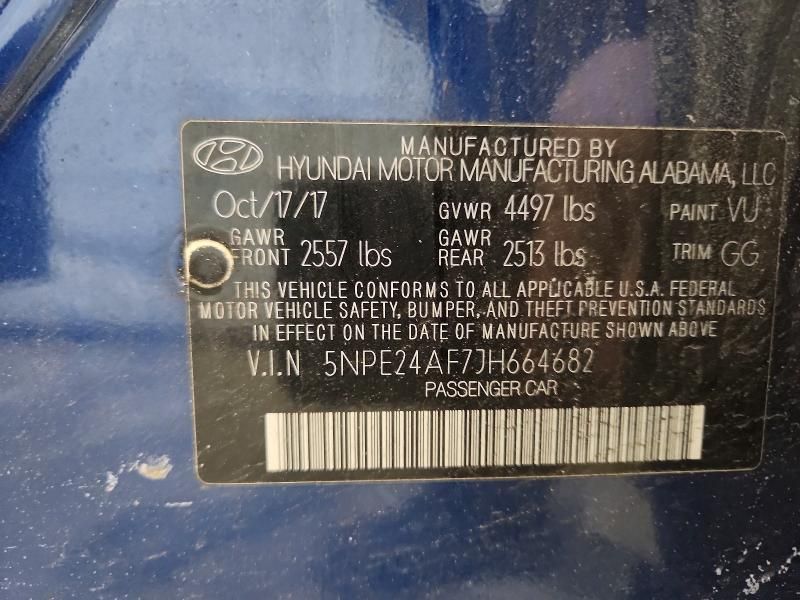 MANUFACTURED BY
HYUNDAI MOTOR MANUFACTURING ALABAMA, LLC
Oct/17/17 GVWR 4497 lbs PAINT VU
GAWR FRONT 2557 lbs GAWR REAR 2513 lbs TRIM GG
THIS VEHICLE CONFORMS TO ALL APPLICABLE U.S.A. FEDERAL
MOTOR VEHICLE SAFETY, BUMPER, AND THEFT PREVENTION STANDARDS
IN EFFECT ON THE DATE OF MANUFACTURE SHOWN ABOVE
V.I.N 5NPE24AF7JH664682
PASSENGER CAR